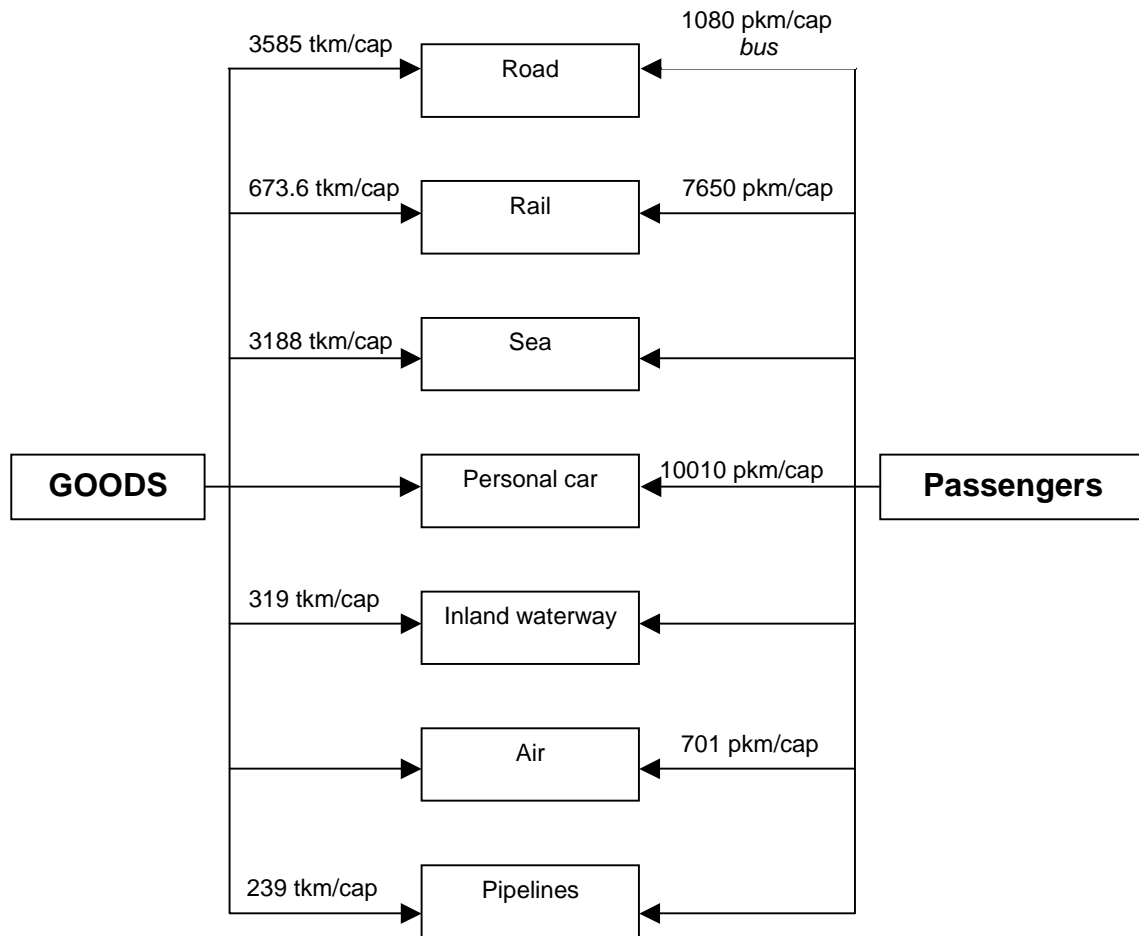 3585 tkm/cap
Road
1080 pkm/cap
bus
673.6 tkm/cap
Rail
7650 pkm/cap
3188 tkm/cap
Sea
GOODS
Personal car
10010 pkm/cap
Passengers
319 tkm/cap
Inland waterway
Air
701 pkm/cap
239 tkm/cap
Pipelines